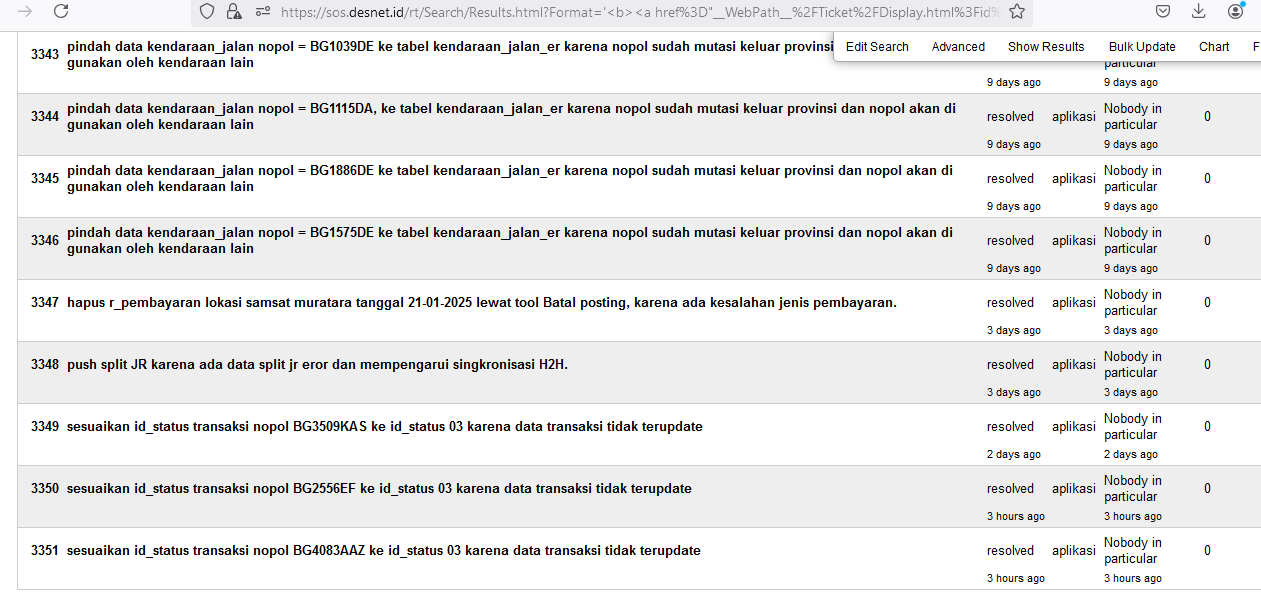 https://sos.desnet.id/rt/Search/Results.html?Format='<b><a href%3D"__WebPath__%2FTicket%2FDisplay.html%3Fid%
Edit Search Advanced Show Results Bulk Update Chart F
3343 pindah data kendaraan_jalan nopol = BG1039DE ke tabel kendaraan_jalan_er karena nopol sudah mutasi keluar provinsi
gunakan oleh kendaraan lain
particular
9 days ago 9 days ago
3344 pindah data kendaraan_jalan nopol = BG1115DA, ke tabel kendaraan_jalan_er karena nopol sudah mutasi keluar provinsi dan nopol akan di
gunakan oleh kendaraan lain
resolved aplikasi Nobody in
particular 0
9 days ago 9 days ago
3345 pindah data kendaraan_jalan nopol = BG1886DE ke tabel kendaraan_jalan_er karena nopol sudah mutasi keluar provinsi dan nopol akan di
gunakan oleh kendaraan lain
resolved aplikasi Nobody in
particular 0
9 days ago 9 days ago
3346 pindah data kendaraan_jalan nopol = BG1575DE ke tabel kendaraan_jalan_er karena nopol sudah mutasi keluar provinsi dan nopol akan di
gunakan oleh kendaraan lain
resolved aplikasi Nobody in
particular 0
9 days ago 9 days ago
3347 hapus r_pembayaran lokasi samsat muratara tanggal 21-01-2025 lewat tool Batal posting, karena ada kesalahan jenis pembayaran.
resolved aplikasi Nobody in
particular 0
3 days ago 3 days ago
3348 push split JR karena ada data split jr eror dan mempengarui singkronisasi H2H.
resolved aplikasi Nobody in
particular 0
3 days ago 3 days ago
3349 sesuaikan id_status transaksi nopol BG3509KAS ke id_status 03 karena data transaksi tidak terupdate
resolved aplikasi Nobody in
particular 0
2 days ago 2 days ago
3350 sesuaikan id_status transaksi nopol BG2556EF ke id_status 03 karena data transaksi tidak terupdate
resolved aplikasi Nobody in
particular 0
3 hours ago 3 hours ago
3351 sesuaikan id_status transaksi nopol BG4083AAZ ke id_status 03 karena data transaksi tidak terupdate
resolved aplikasi Nobody in
particular 0
3 hours ago 3 hours ago